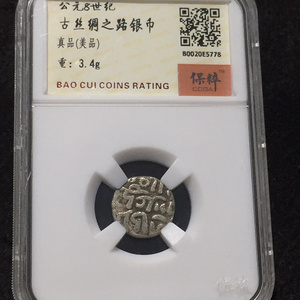 公元8世纪
古丝绸之路银币
真品(美品)
重: 3.4g
B0020E5778
BAO CUI COINS RATING
保粹